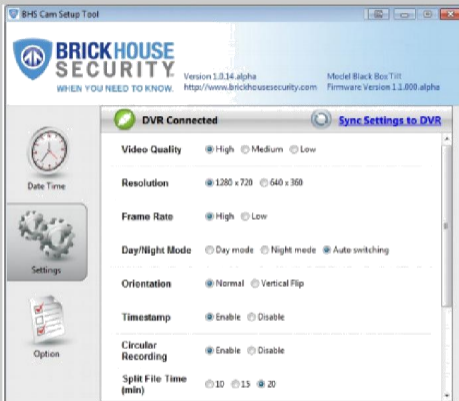 BHS Cam Setup Tool
BRICKHOUSE
SECURITY
WHEN YOU NEED TO KNOW.
Version 1.0.14.alpha
Model Black Box Tilt
http://www.brickhousesecurity.com
Firmware Version 1.1.000.alpha
DVR Connected
Sync Settings to DVR
Date Time
Settings
Option
Video Quality High Medium Low
Resolution 1280 x 720 640 x 360
Frame Rate High Low
Day/Night Mode Day mode Night mode Auto switching
Orientation Normal Vertical Flip
Timestamp Enable Disable
Circular
Recording Enable Disable
Split File Time
(min) 10 15 20